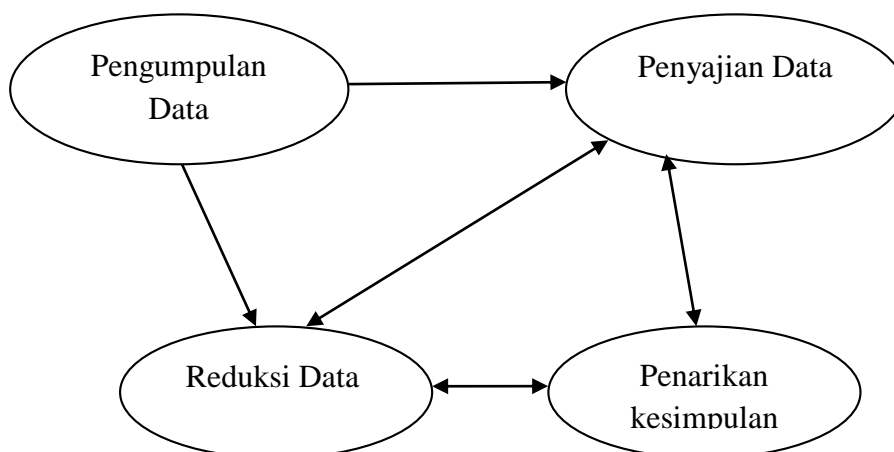 Pengumpulan
Data
Penyajian Data
Reduksi Data
Penarikan
kesimpulan